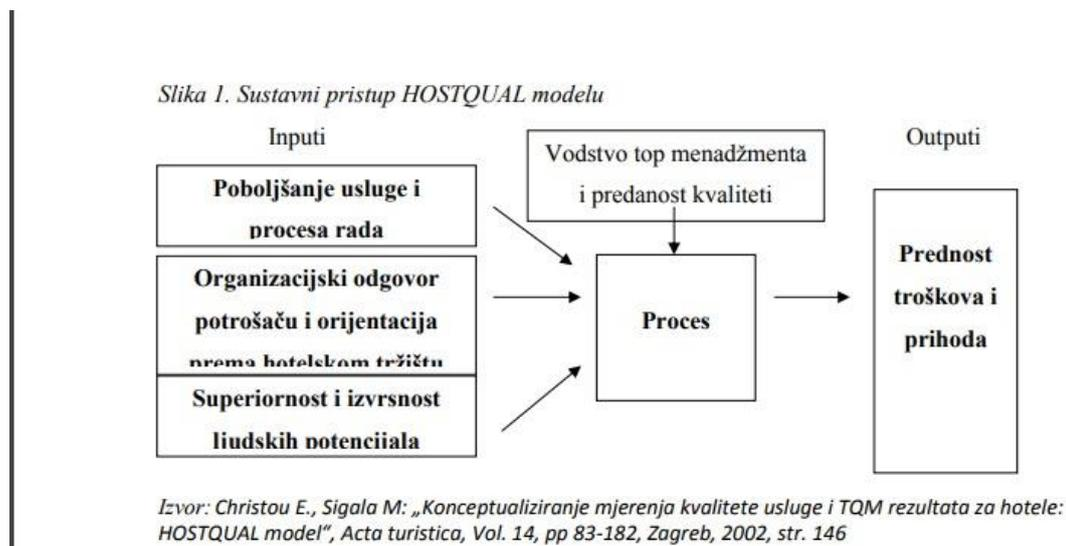 Slika 1. Sustavni pristup HOSTQUAL modelu
Inputi
Vodstvo top menadžmenta
i predanost kvaliteti
Outputi
Poboljšanje usluge i
procesa rada
Organizacijski odgovor
potrošaču i orijentacija
prema hotelskom tržištu
Superiornost i izvrsnost
ljudskih potencijala
Proces
Prednost
troškova i
prihoda
Izvor: Christou E., Sigala M: „Konceptualiziranje mjerenja kvalitete usluge i TQM rezultata za hotele:
HOSTQUAL model“, Acta turistica, Vol. 14, pp 83-182, Zagreb, 2002, str. 146